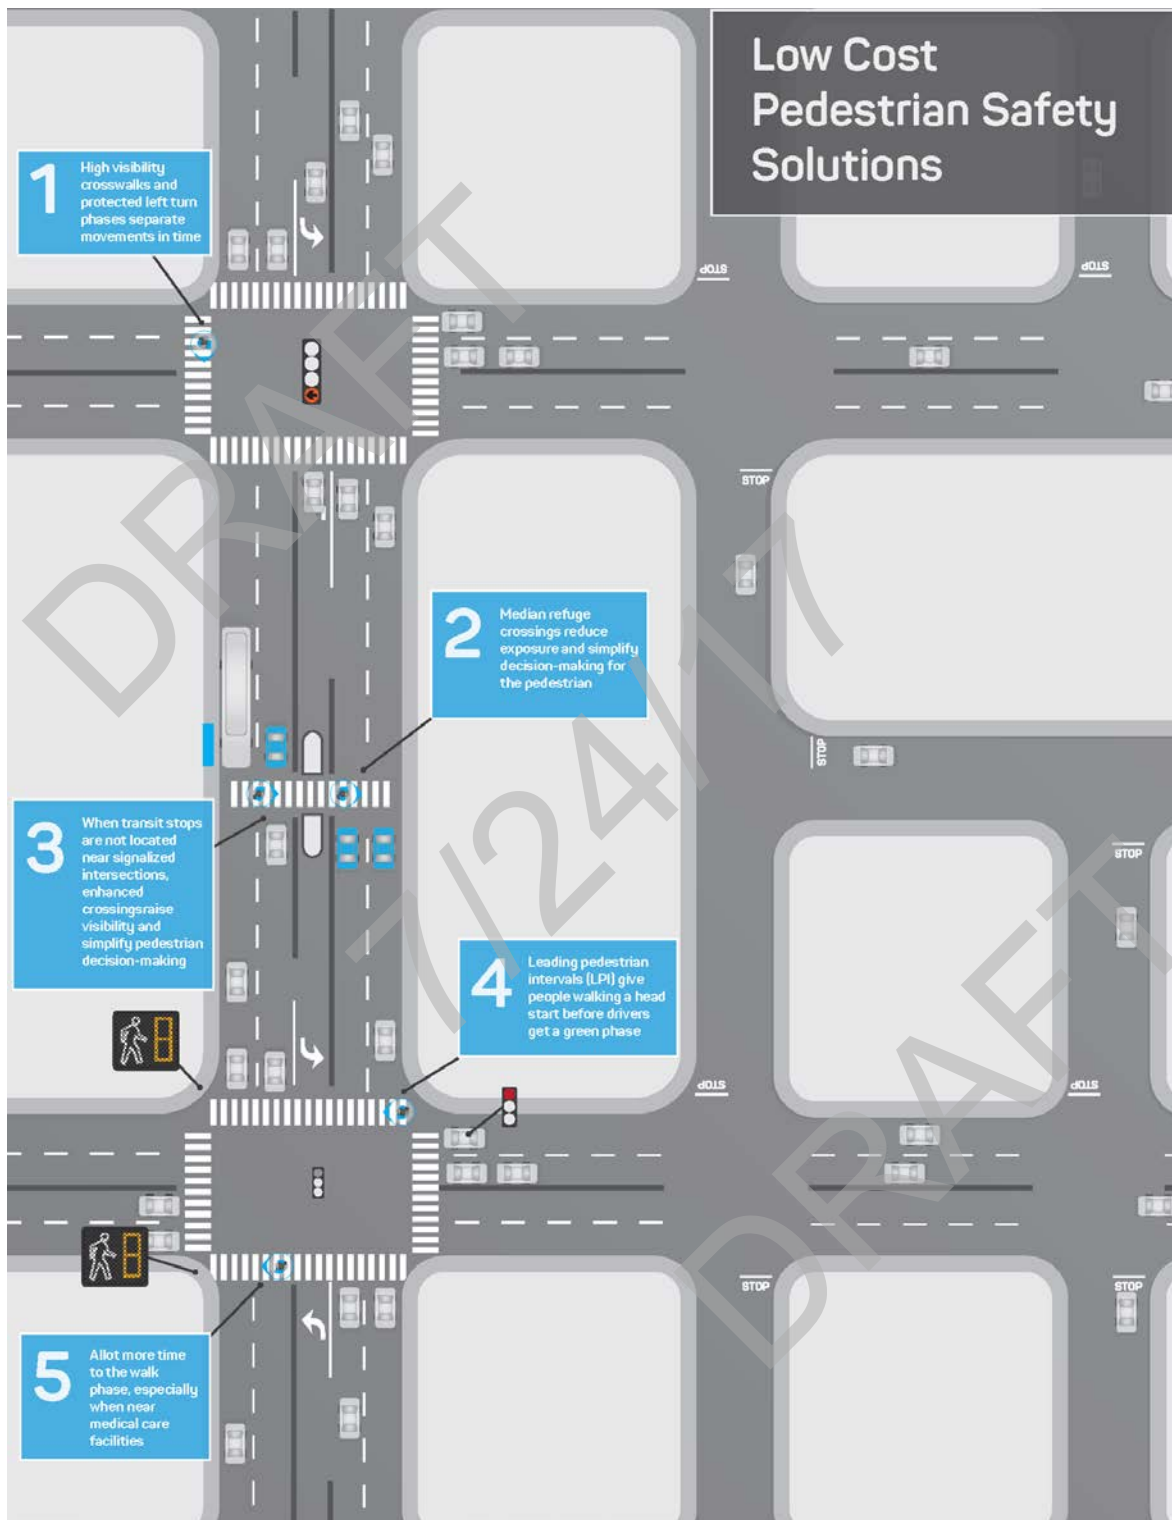 Low Cost
Pedestrian Safety
Solutions
1
High visibility
crosswalks and
protected left turn
phases separate
movements in time
STOP
STOP
STOP
2
Median refuge
crossings reduce
exposure and simplify
decision-making for
the pedestrian
STOP
3
When transit stops
are not located
near signalized
intersections,
enhanced
crossingsraise
visibility and
simplify pedestrian
decision-making
STOP
4
Leading pedestrian
intervals (LPI) give
people walking a head
start before drivers
get a green phase
8
STOP
STOP
8
STOP
STOP
5
Allot more time
to the walk
phase, especially
when near
medical care
facilities
DRAFT
7/24/17
DRAFT